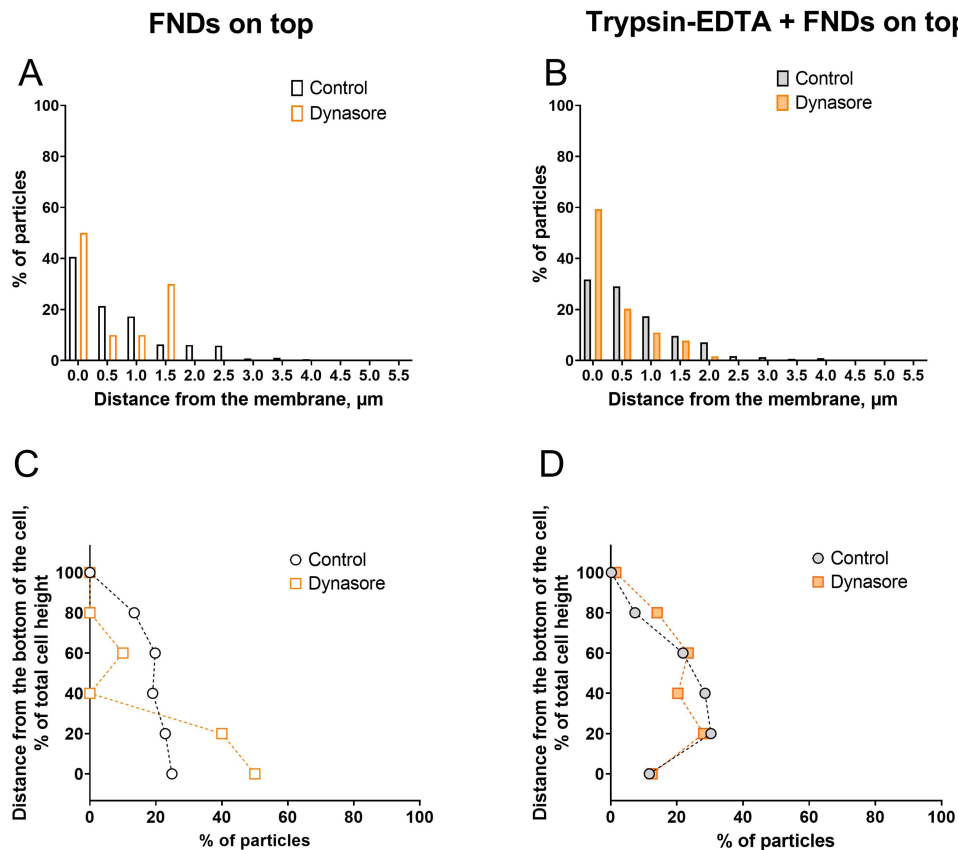 FNDs on top
Trypsin-EDTA + FNDs on top
A
Control
Dynasore
100
80
60
40
20
0
% of particles
0.0 0.5 1.0 1.5 2.0 2.5 3.0 3.5 4.0 4.5 5.0 5.5
Distance from the membrane, µm
B
Control
Dynasore
100
80
60
40
20
0
% of particles
0.0 0.5 1.0 1.5 2.0 2.5 3.0 3.5 4.0 4.5 5.0 5.5
Distance from the membrane, µm
C
Control
Dynasore
Distance from the bottom of the cell,
% of total cell height
100
80
60
40
20
0
0 20 40 60 80 100
% of particles
D
Control
Dynasore
Distance from the bottom of the cell,
% of total cell height
100
80
60
40
20
0
0 20 40 60 80 100
% of particles